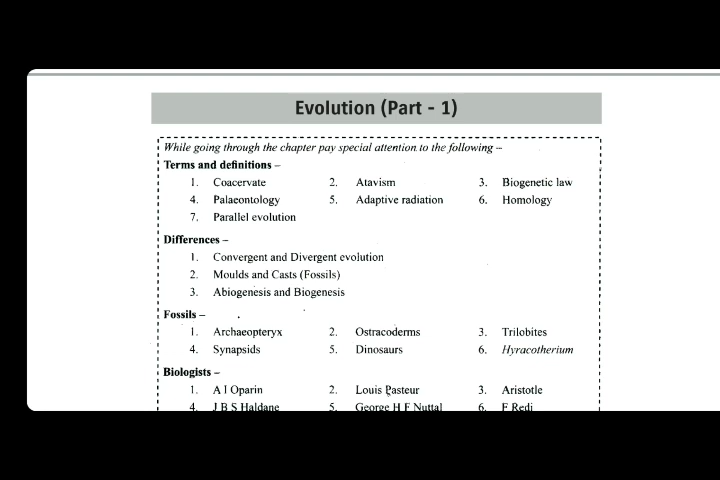 Evolution (Part - 1)
While going through the chapter pay special attention to the following –
Terms and definitions –
1. Coacervate 2. Atavism 3. Biogenetic law
4. Palaeontology 5. Adaptive radiation 6. Homology
7. Parallel evolution
Differences –
1. Convergent and Divergent evolution
2. Moulds and Casts (Fossils)
3. Abiogenesis and Biogenesis
Fossils –
1. Archaeopteryx 2. Ostracoderms 3. Trilobites
4. Synapsids 5. Dinosaurs 6. Hyracotherium
Biologists –
1. A I Oparin 2. Louis Pasteur 3. Aristotle
4. J B S Haldane 5. George H F Nuttal 6. F Redi